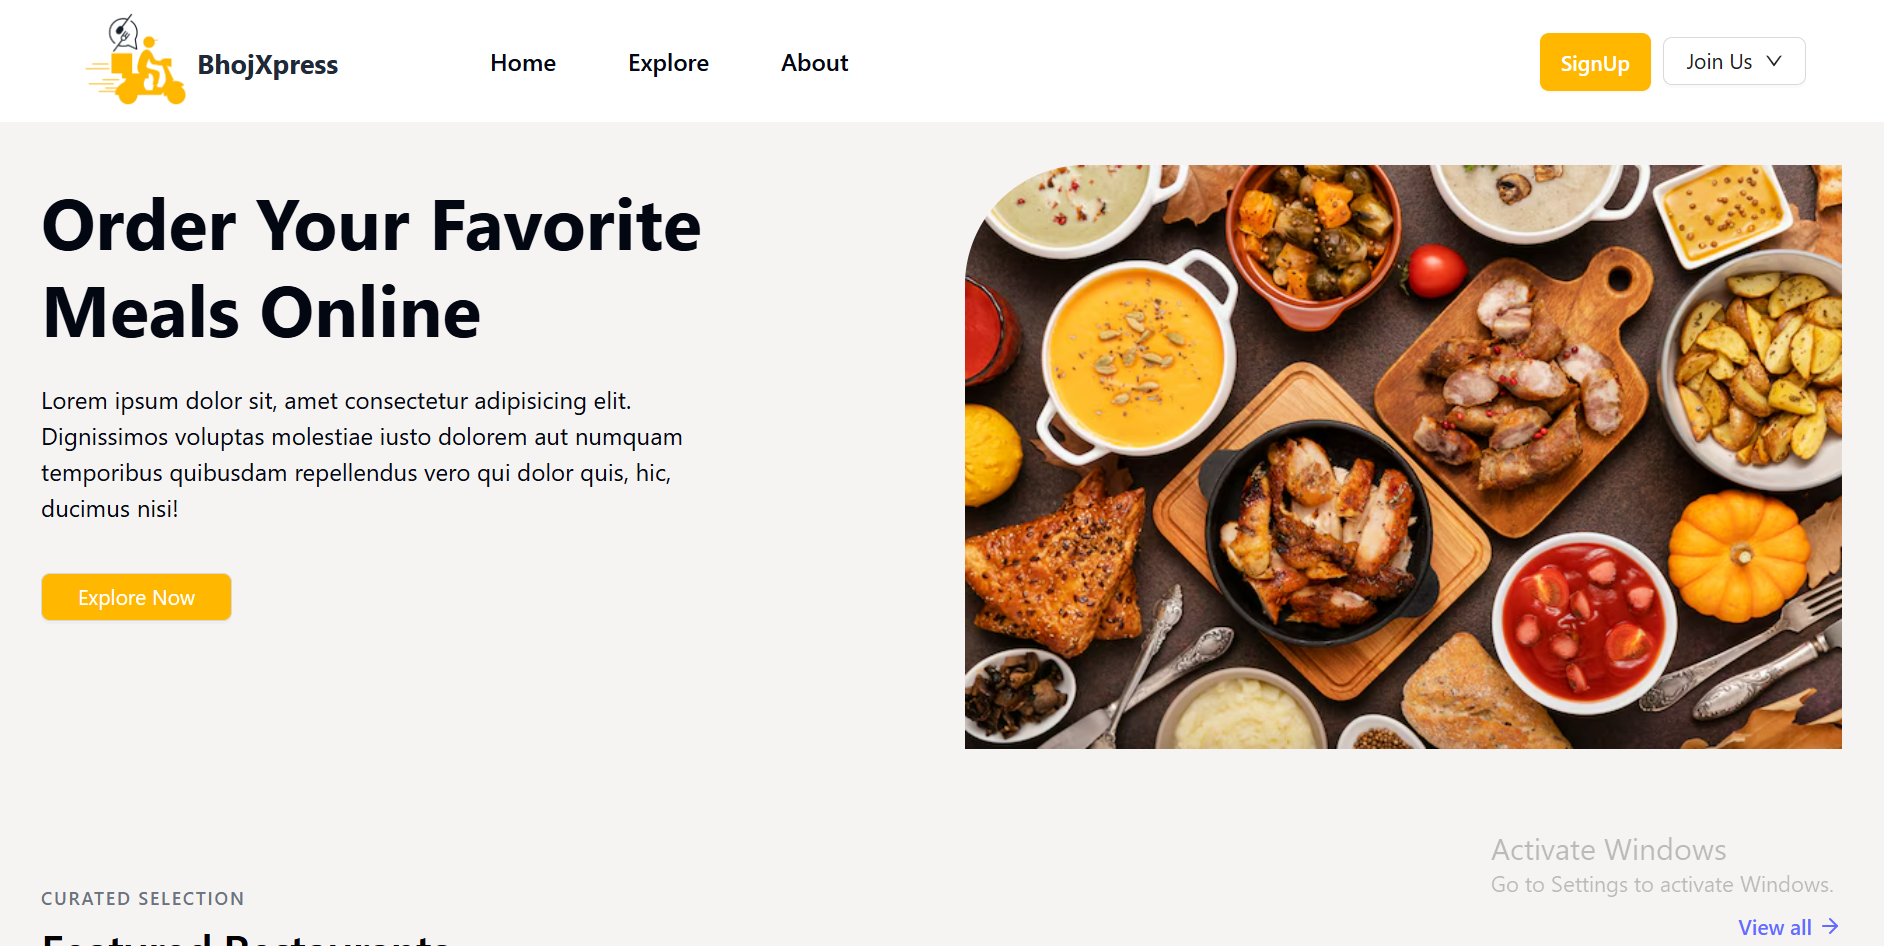 BhojXpress
Home
Explore
About
SignUp
Join Us
Order Your Favorite
Meals Online
Lorem ipsum dolor sit, amet consectetur adipisicing elit.
Dignissimos voluptas molestiae iusto dolorem aut numquam
temporibus quibusdam repellendus vero qui dolor quis, hic,
ducimus nisi!
Explore Now
Activate Windows
Go to Settings to activate Windows.
CURATED SELECTION
View all
Featured Restaurants